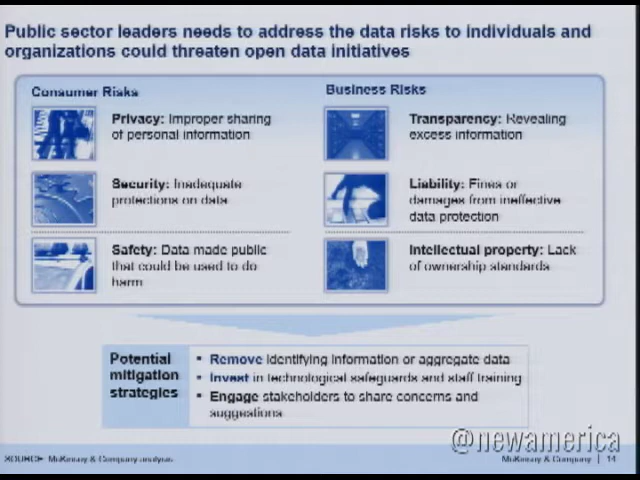 Public sector leaders needs to address the data risks to individuals and
organizations could threaten open data initiatives
Consumer Risks
Privacy: Improper sharing
of personal information
Security: Inadequate
protections on data
Safety: Data made public
that could be used to do
harm
Business Risks
Transparency: Revealing
excess information
Liability: Fines or
damages from ineffective
data protection
Intellectual property: Lack
of ownership standards
Potential
mitigation
strategies
▪ Remove identifying information or aggregate data
▪ Invest in technological safeguards and staff training
▪ Engage stakeholders to share concerns and
suggestions
@newamerica
SOURCE: McKinsey & Company analysis
McKinsey & Company | 14